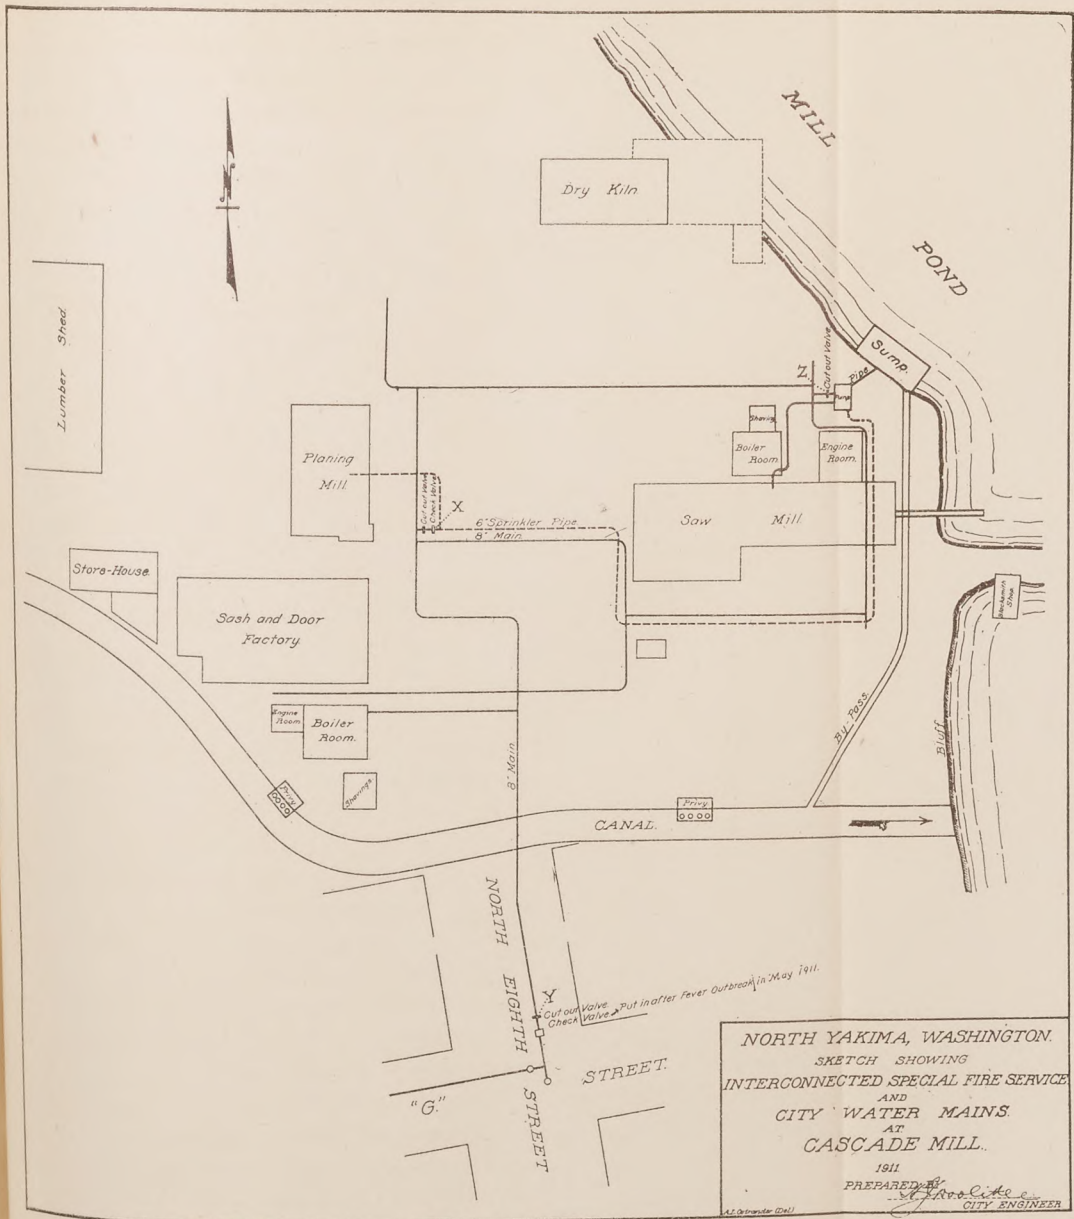 MILL
POND
N
Dry Kiln
Lumber Shed.
Sump.
Pipe
Cut out Valve
Z
Pump
Shaving
Boiler
Room
Engine
Room.
Planing
Mill
Cut out Valve
Check Valve
X
6" Sprinkler Pipe.
8" Main.
Saw Mill.
Store-House.
Sash and Door
Factory.
Blacksmith
Shop.
Engine
Room
Boiler
Room.
Shavings
8" Main
By-Pass.
Bluff
Privy
Privy
CANAL.
NORTH EIGHTH STREET
Y
Cut out Valve
Check Valve
Put in after Fever Outbreak in May 1911.
"G." STREET.
NORTH YAKIMA, WASHINGTON.
SKETCH SHOWING
INTERCONNECTED SPECIAL FIRE SERVICE
AND
CITY WATER MAINS.
AT
CASCADE MILL.
1911.
PREPARED BY
CITY ENGINEER
(Del)